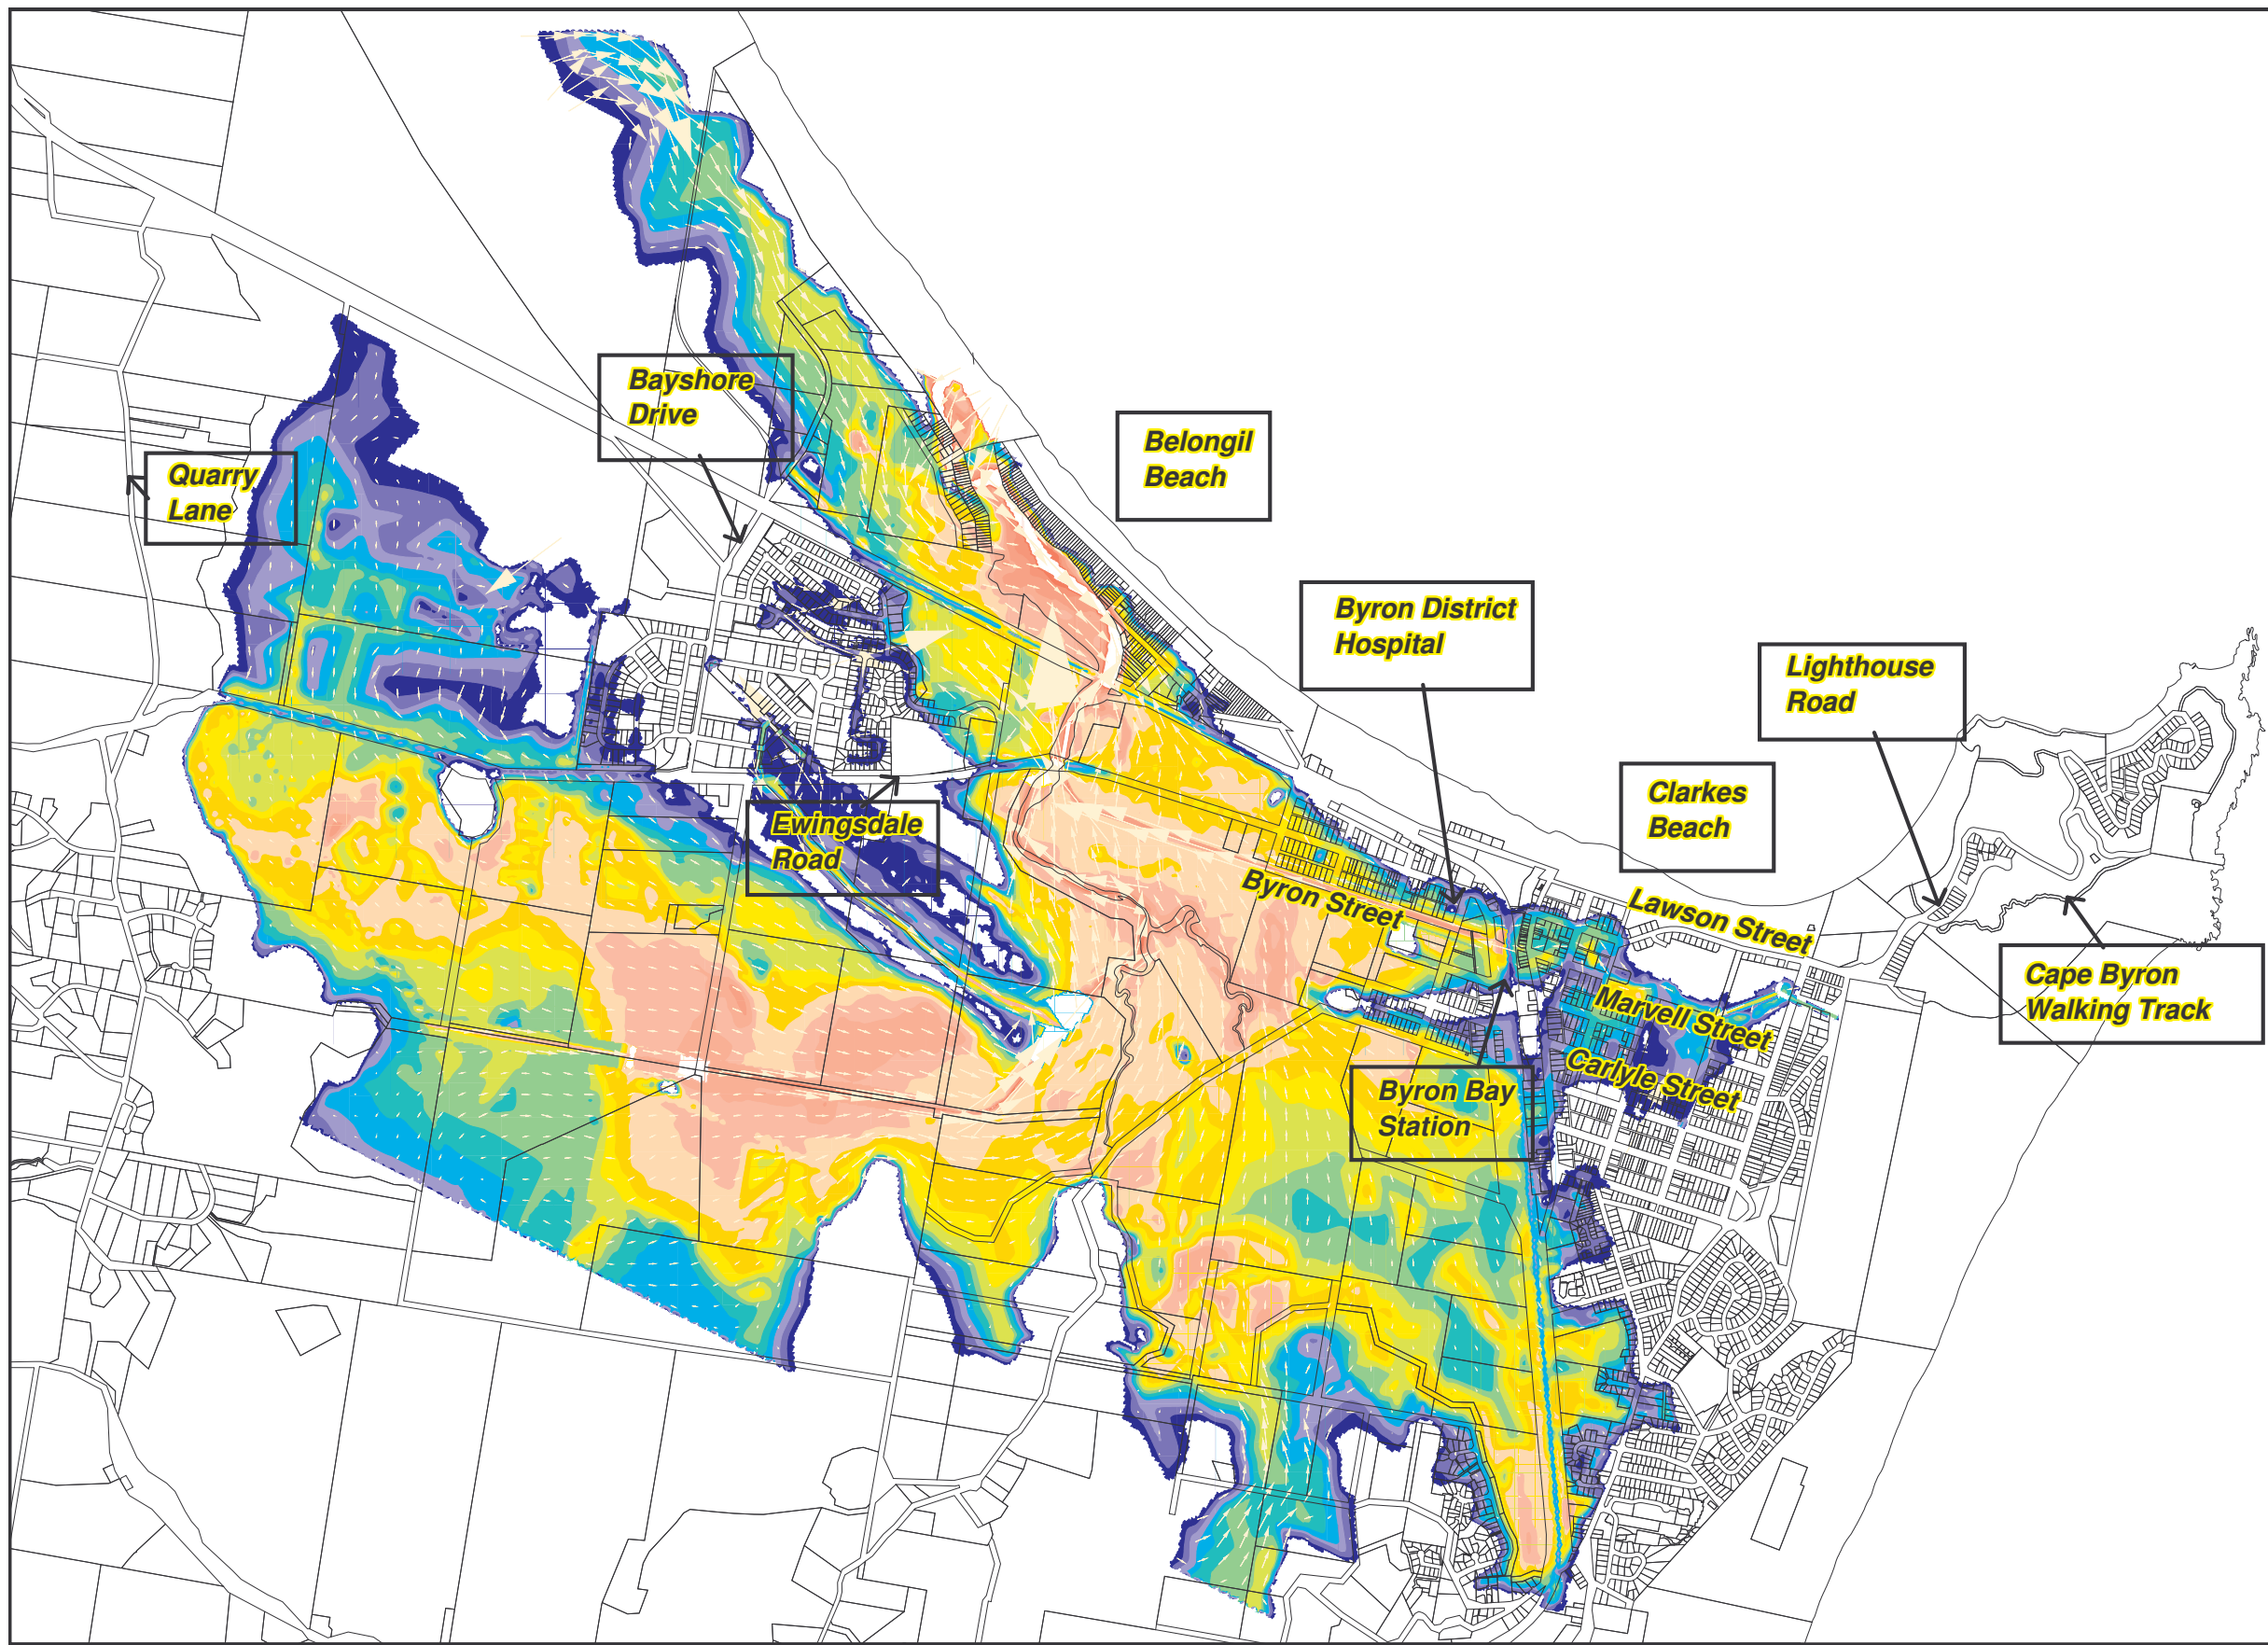 Bayshore
Drive
Quarry
Lane
Belongil
Beach
Byron District
Hospital
Lighthouse
Road
Clarkes
Beach
Ewingsdale
Road
Byron Street
Lawson Street
Cape Byron
Walking Track
Marvell Street
Carlyle Street
Byron Bay
Station